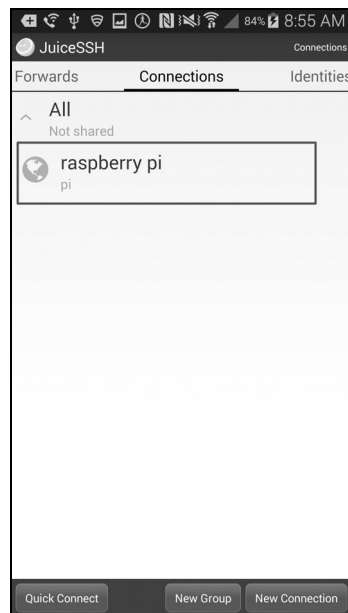 84% 8:55 AM
JuiceSSH Connections
Forwards Connections Identities
All
Not shared
raspberry pi
pi
Quick Connect New Group New Connection